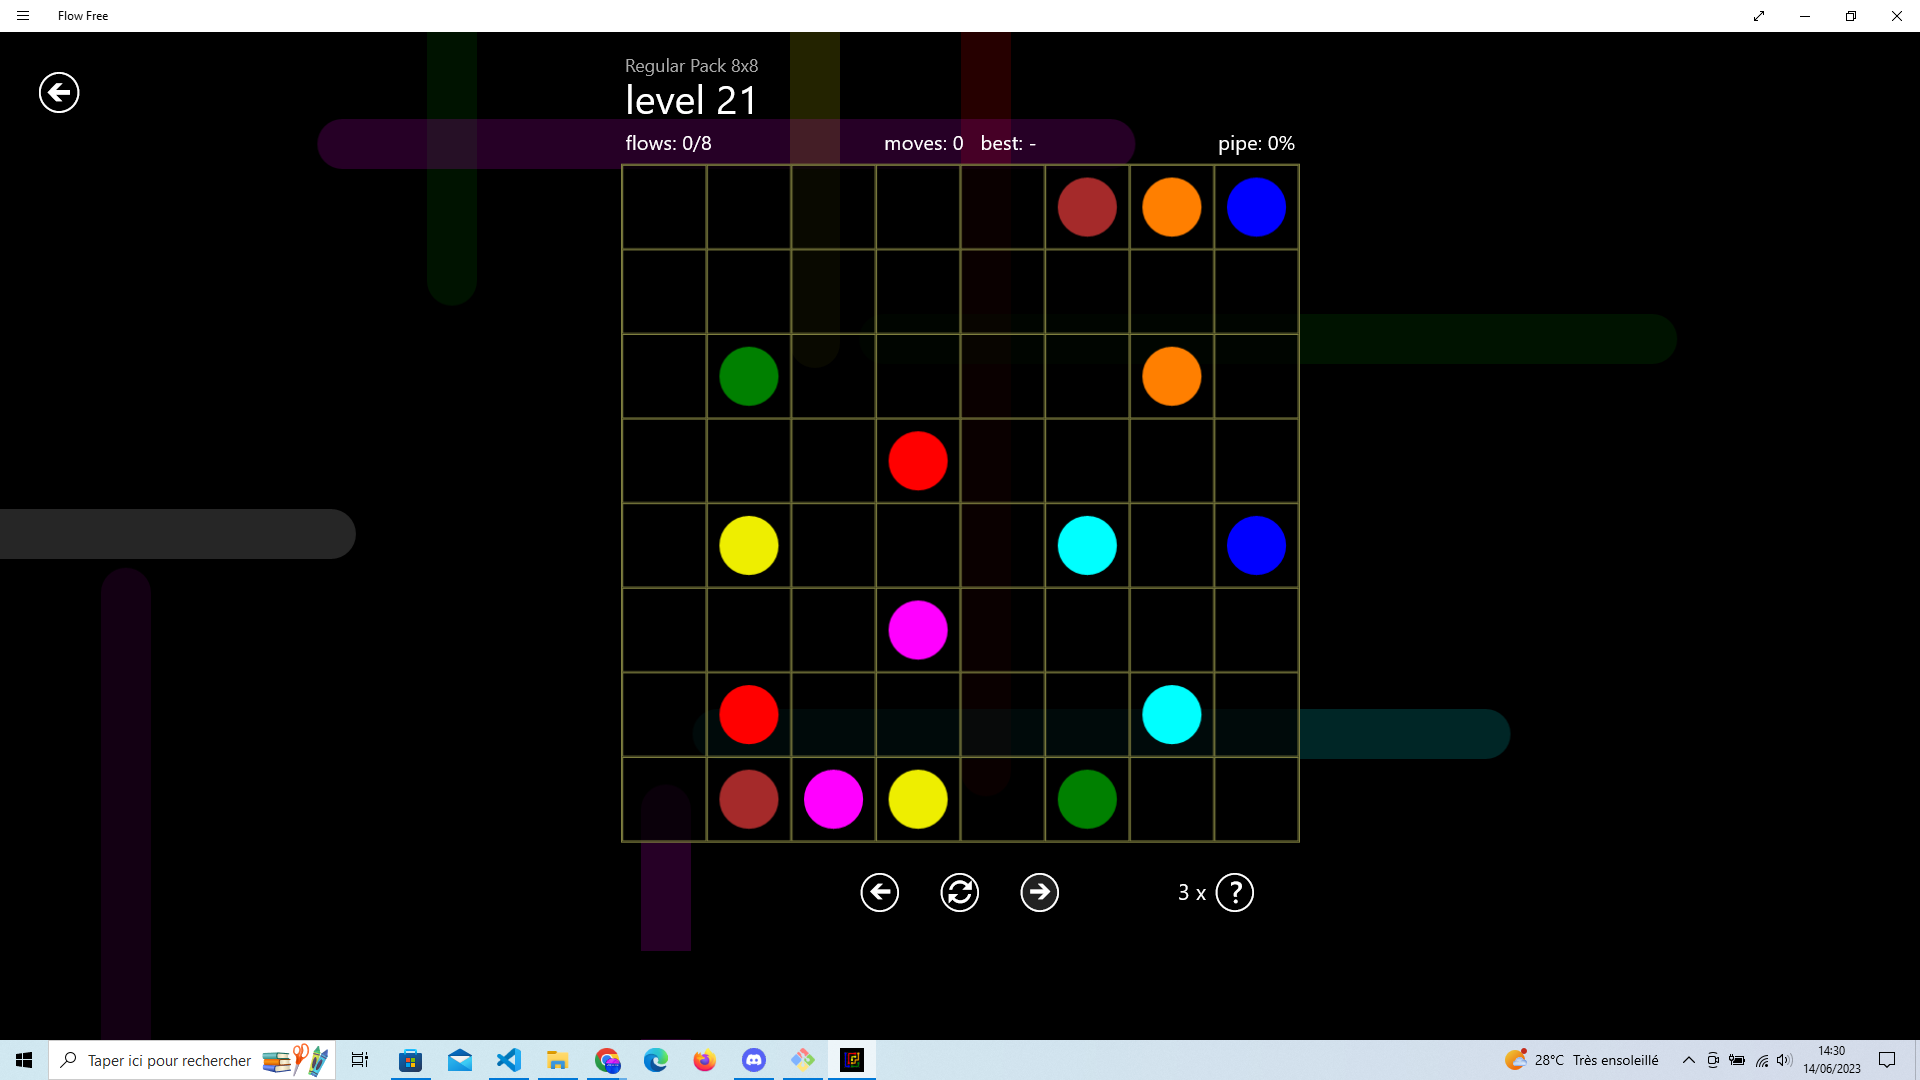 Flow Free
Regular Pack 8x8
level 21
flows: 0/8
moves: 0 best: -
pipe: 0%
3 x ?
Taper ici pour rechercher
28°C Très ensoleillé
14:30
14/06/2023